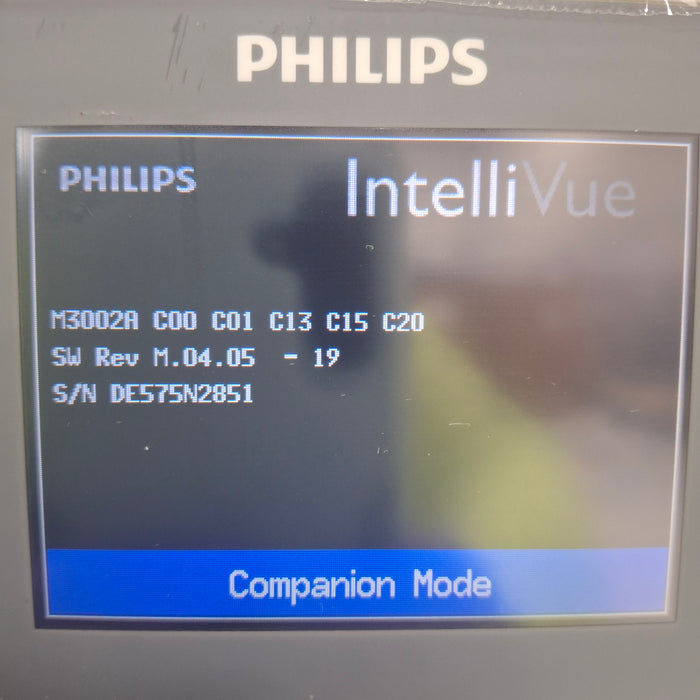 PHILIPS
PHILIPS
IntelliVue
M3002A C00 C01 C13 C15 C20
SW Rev M.04.05 - 19
S/N DE575N2851
Companion Mode